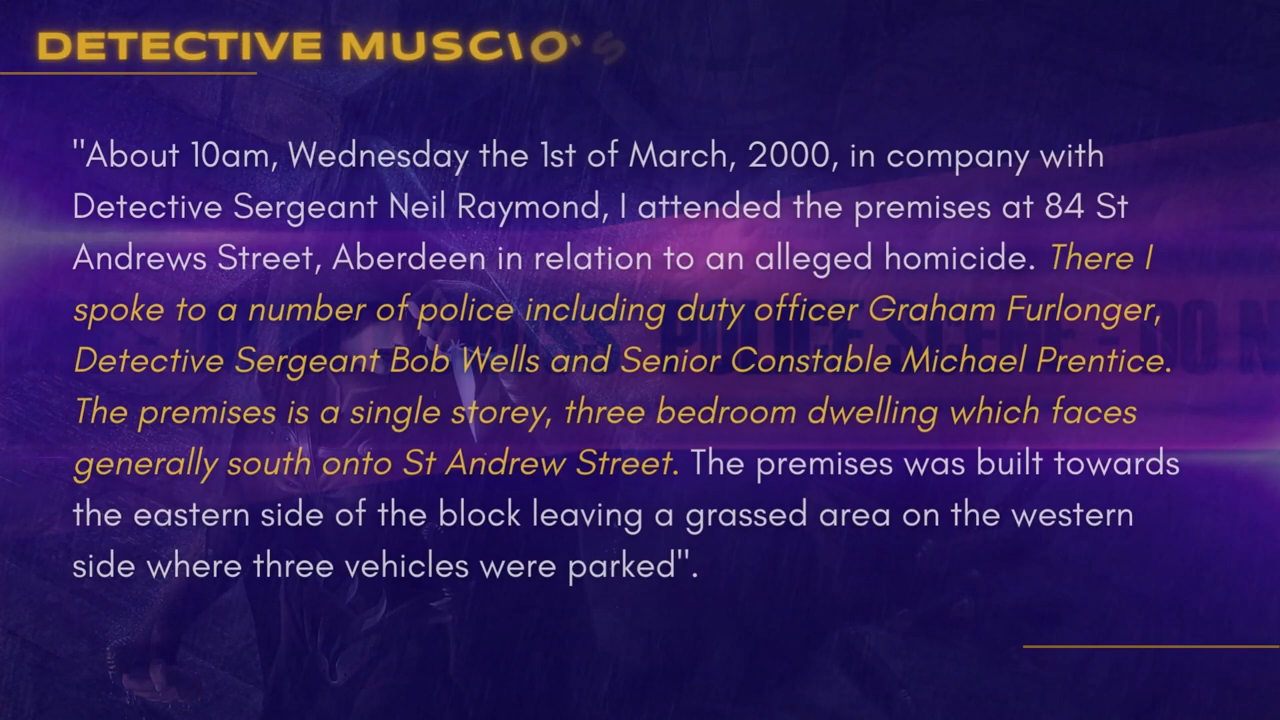 DETECTIVE MUSCIO'S
"About 10am, Wednesday the 1st of March, 2000, in company with
Detective Sergeant Neil Raymond, I attended the premises at 84 St
Andrews Street, Aberdeen in relation to an alleged homicide. There I
spoke to a number of police including duty officer Graham Furlonger,
Detective Sergeant Bob Wells and Senior Constable Michael Prentice.
The premises is a single storey, three bedroom dwelling which faces
generally south onto St Andrew Street. The premises was built towards
the eastern side of the block leaving a grassed area on the western
side where three vehicles were parked".
POLICE SCENE - DO N